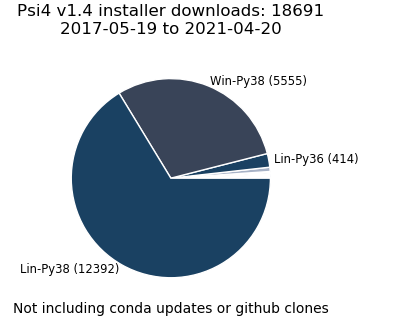 Psi4 v1.4 installer downloads: 18691
2017-05-19 to 2021-04-20
Win-Py38 (5555)
Lin-Py36 (414)
Lin-Py38 (12392)
Not including conda updates or github clones